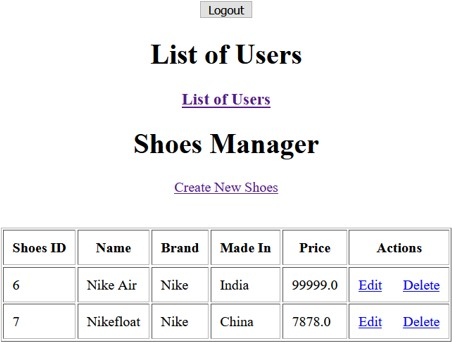 Logout
List of Users
List of Users
Shoes Manager
Create New Shoes
Shoes ID Name Brand Made In Price Actions
6 Nike Air Nike India 99999.0 Edit Delete
7 Nikefloat Nike China 7878.0 Edit Delete